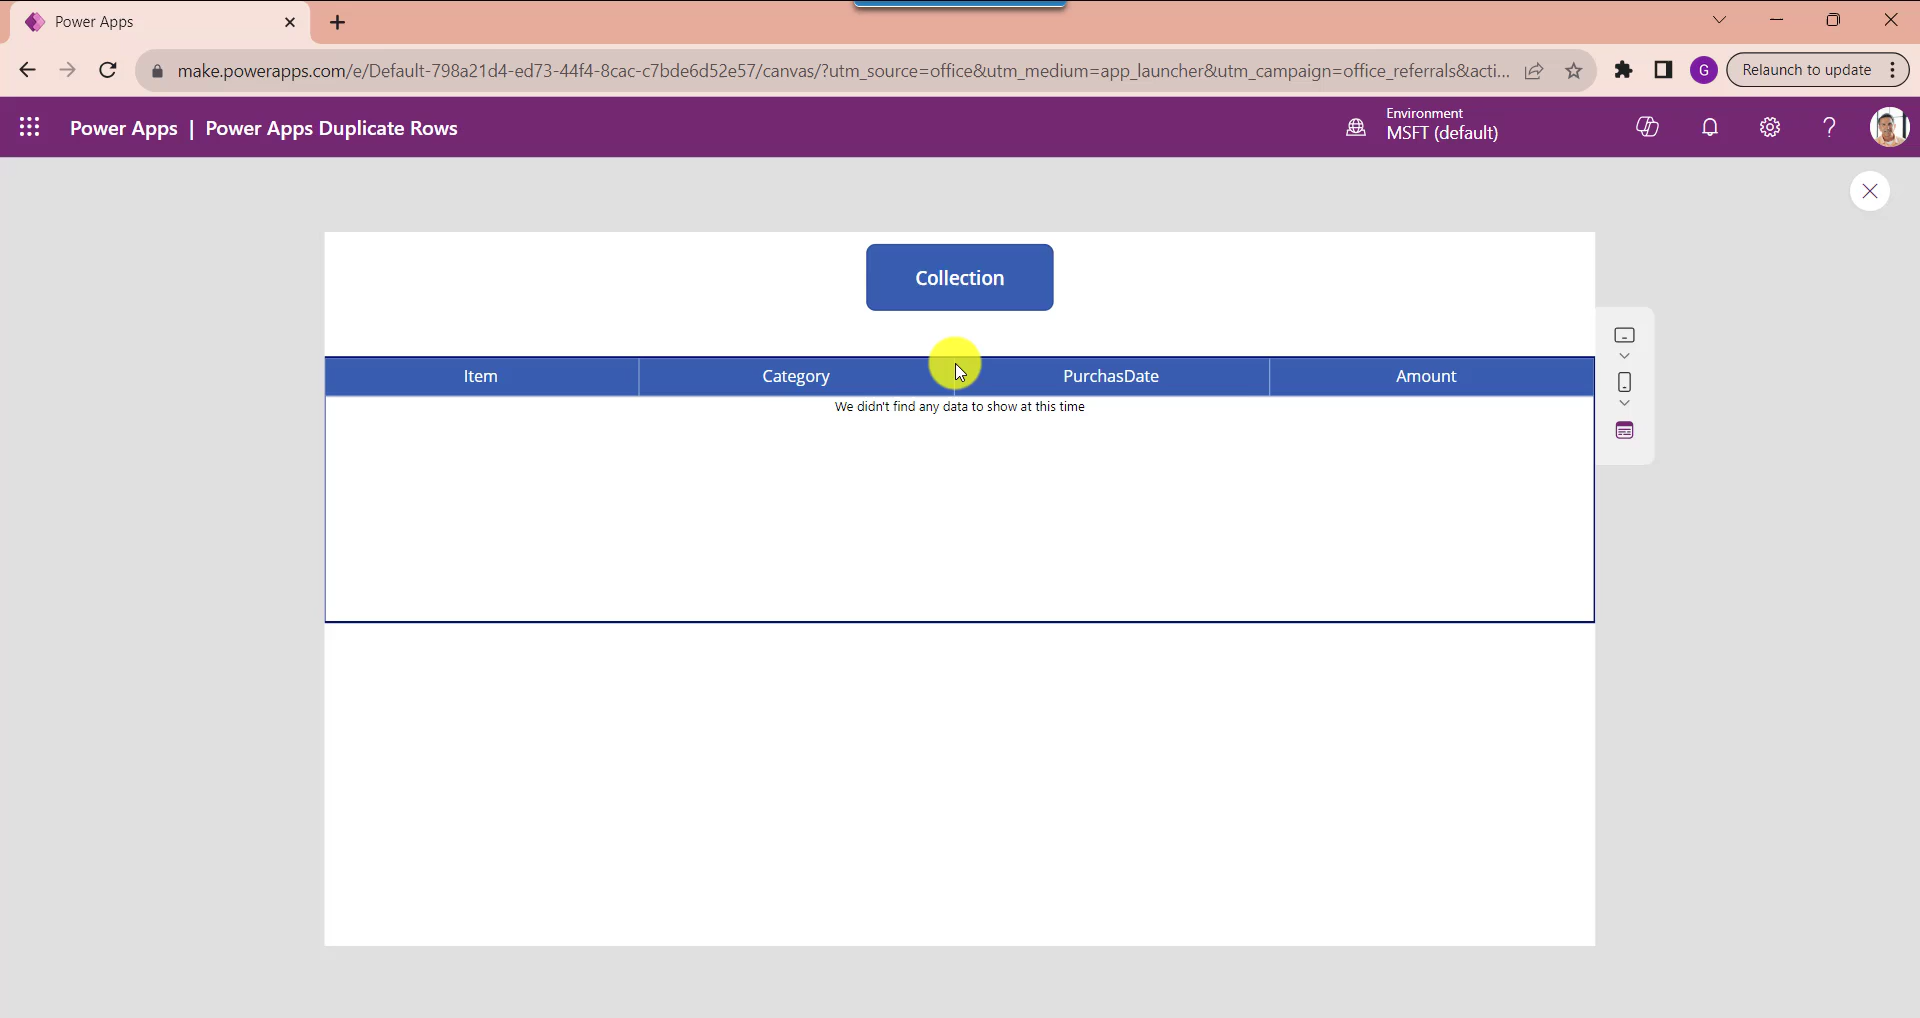 Power Apps
make.powerapps.com/e/Default-798a21d4-ed73-44f4-8cac-c7bde6d52e57/canvas/?utm_source=office&utm_medium=app_launcher&utm_campaign=office_referrals&acti...
G
Relaunch to update
Power Apps | Power Apps Duplicate Rows
Environment
MSFT (default)
?
Collection
Item Category PurchasDate Amount
We didn't find any data to show at this time